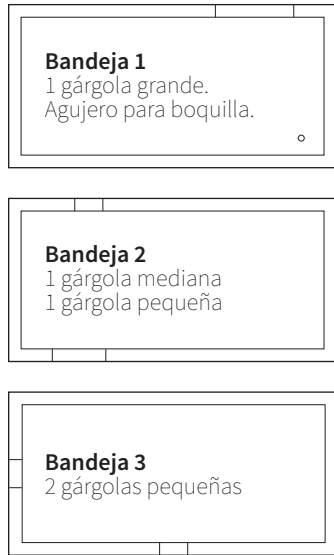 Bandeja 1
1 gárgola grande.
Agujero para boquilla.
Bandeja 2
1 gárgola mediana
1 gárgola pequeña
Bandeja 3
2 gárgolas pequeñas